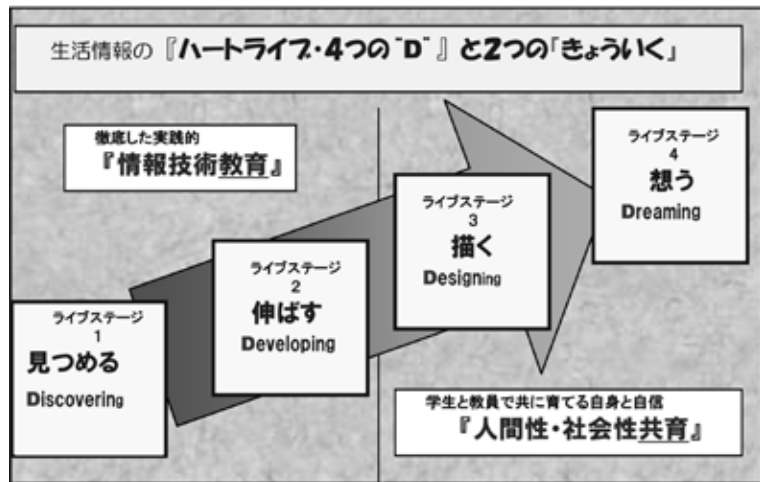 生活情報の『ハートライブ・4つの"D"』と2つの「きょういく」
徹底した実践的
『情報技術教育』
ライブステージ
1
見つめる
Discovering
ライブステージ
2
伸ばす
Developing
ライブステージ
3
描く
Designing
ライブステージ
4
想う
Dreaming
学生と教員で共に育てる自身と自信
『人間性・社会性共育』